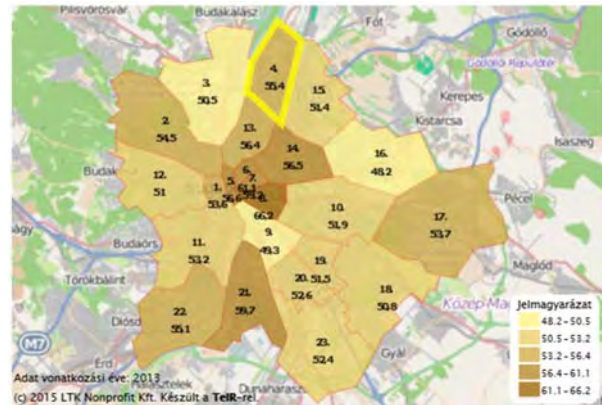 Pilisvörösvár
Budakalász
Fót
Gödöllő
Gödöllői Repülőtér
4.
55,4
3.
50,5
15.
51,4
Kerepes
Kistarcsa
Isaszeg
2.
54,5
13.
56,4
14.
56,5
16.
48,2
12.
51
6.
7.
5.
61,1
1.
8.
53,6
56,6
66,2
9.
49,3
10.
51,9
17.
53,7
Pécel
Budaörs
11.
53,2
Törökbálint
19.
51,5
20.
52,6
18.
50,8
Maglód
21.
59,7
22.
55,1
Diósd
23.
52,4
Gyál
M7
Érd
Jelmagyarázat
48.2-50.5
50.5-53.2
53.2-56.4
56.4-61.1
61.1-66.2
Adat vonatkozási éve: 2013
(c) 2015 LTK Nonprofit Kft. Készült a TeIR-rel